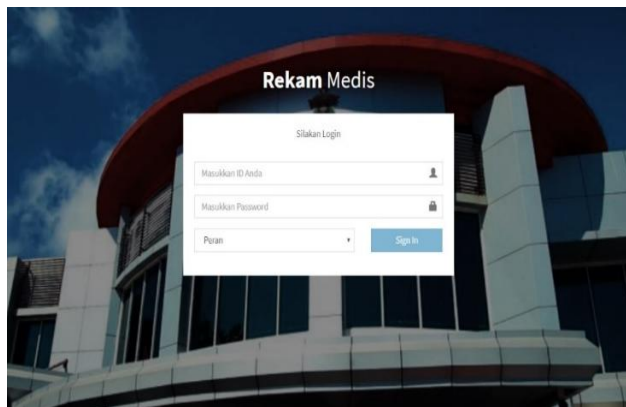 Rekam Medis
Silakan Login
Masukkan ID Anda
Masukkan Password
Peran
Sign In